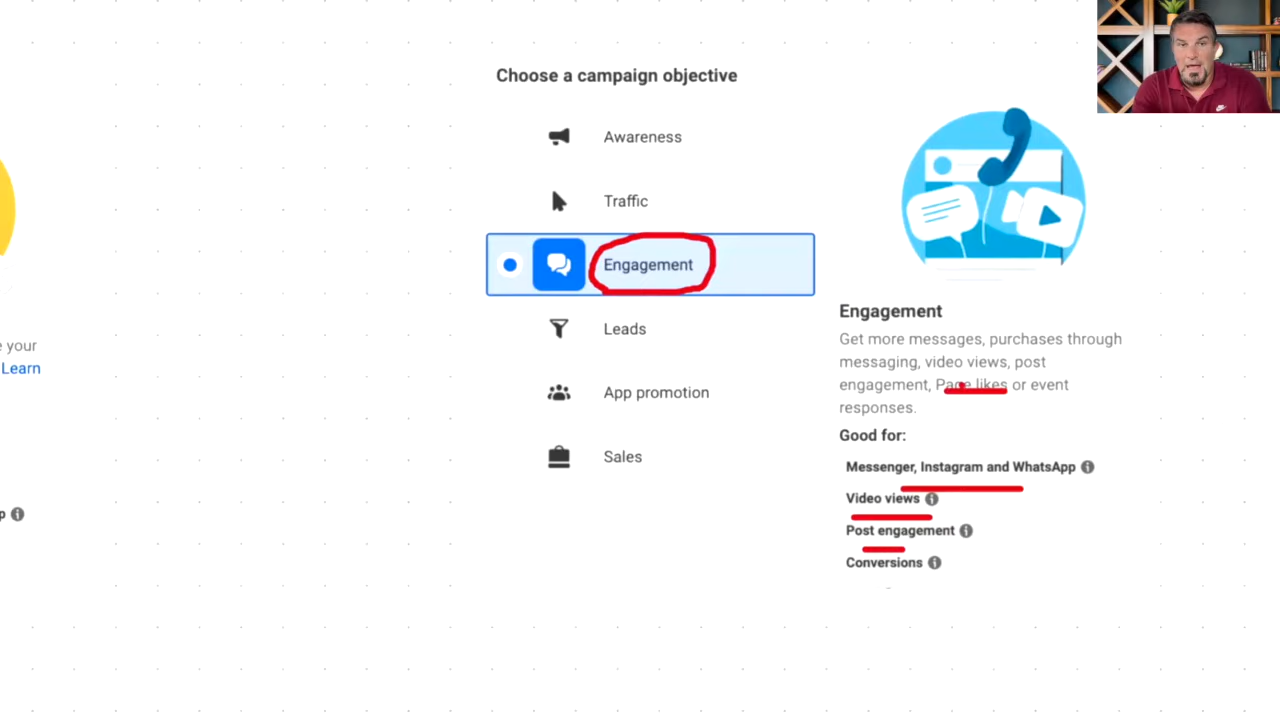 Choose a campaign objective
Awareness
Traffic
Engagement
Leads
App promotion
Sales
e your
Learn
p
Engagement
Get more messages, purchases through
messaging, video views, post
engagement, Page likes or event
responses.
Good for:
Messenger, Instagram and WhatsApp
Video views
Post engagement
Conversions